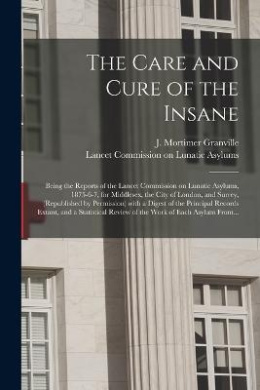 The Care and
Cure of the
Insane
J. Mortimer Granville
Lancet Commission on Lunatic Asylums
Being the Reports of the Lancet Commission on Lunatic Asylums,
1875-6-7, for Middlesex, the City of London, and Surrey,
(republished by Permission) with a Digest of the Principal Records
Extant, and a Statistical Review of the Work of Each Asylum From...